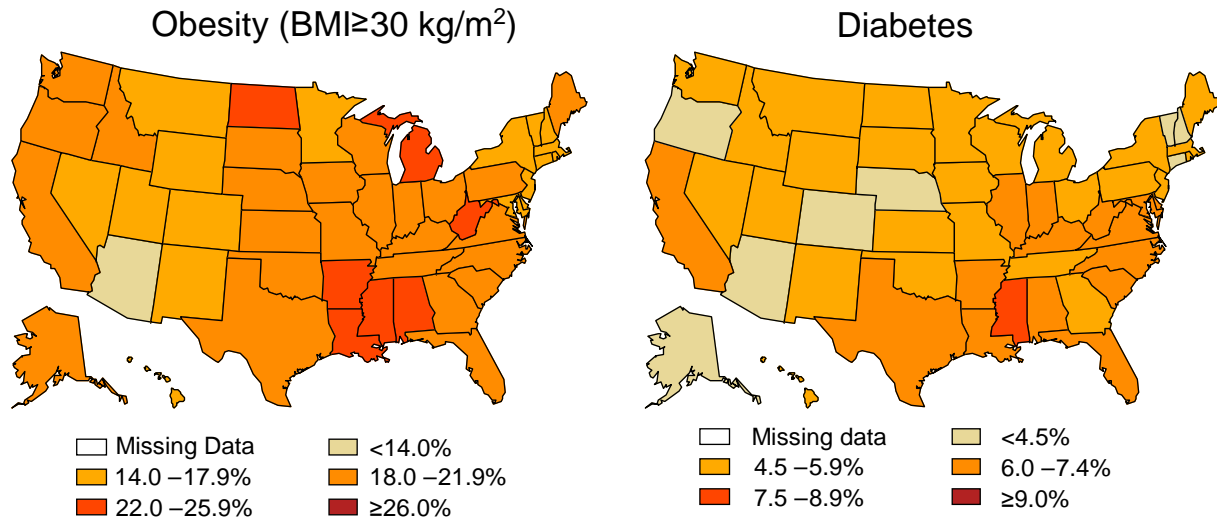 Obesity (BMI≥30 kg/m²)
Diabetes
Missing Data
<14.0%
14.0 –17.9%
18.0 –21.9%
22.0 –25.9%
≥26.0%
Missing data
<4.5%
4.5 –5.9%
6.0 –7.4%
7.5 –8.9%
≥9.0%